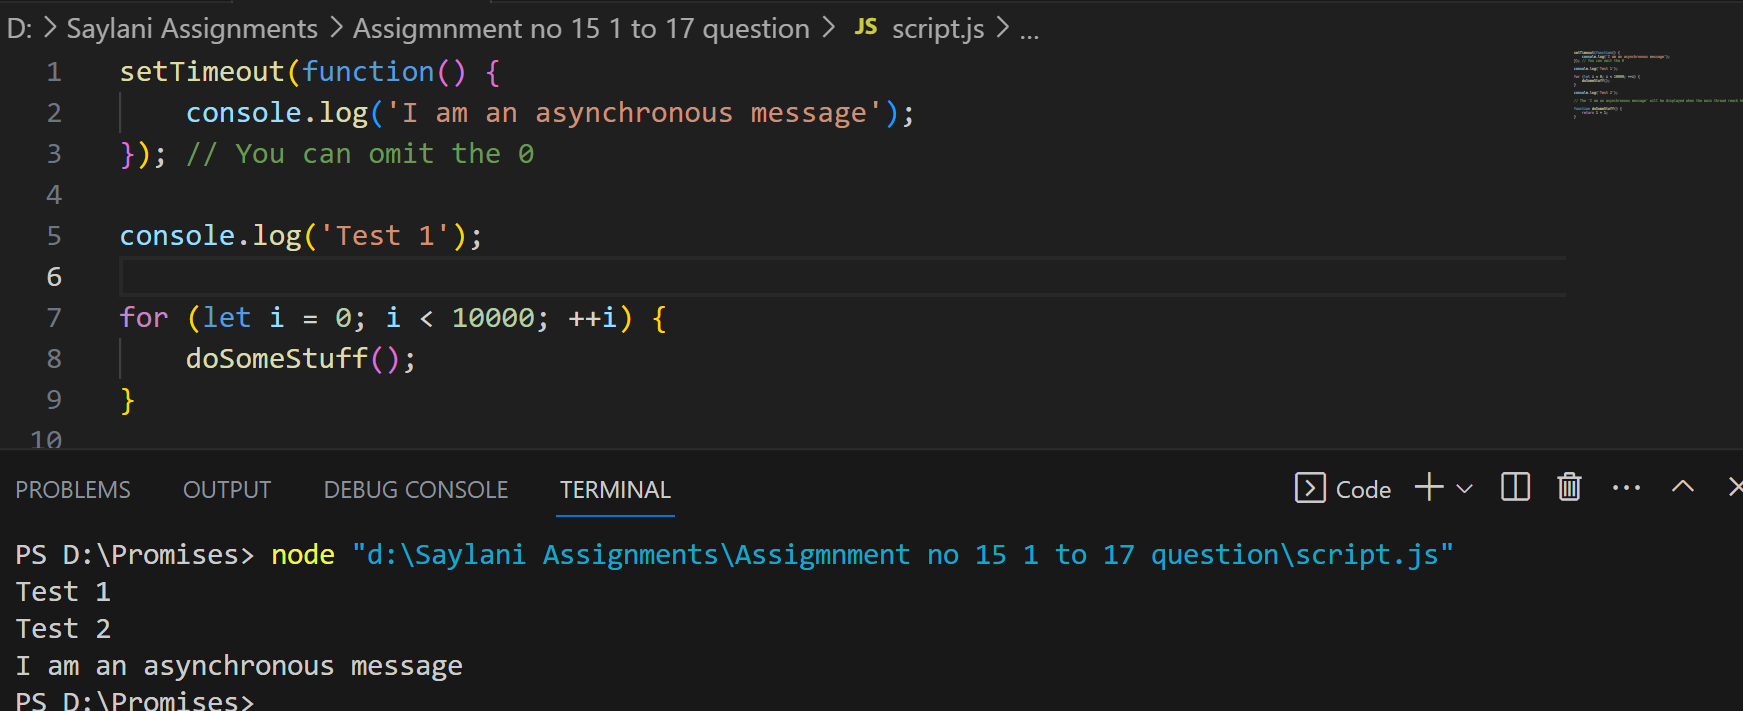 D: > Saylani Assignments > Assigmnment no 15 1 to 17 question > JS script.js > ...
1 setTimeout(function() {
2     console.log('I am an asynchronous message');
3 }); // You can omit the 0
4
5 console.log('Test 1');
6
7 for (let i = 0; i < 10000; ++i) {
8     doSomeStuff();
9 }
10
PROBLEMS OUTPUT DEBUG CONSOLE TERMINAL Code
PS D:\Promises> node "d:\Saylani Assignments\Assigmnment no 15 1 to 17 question\script.js"
Test 1
Test 2
I am an asynchronous message
PS D:\Promises>